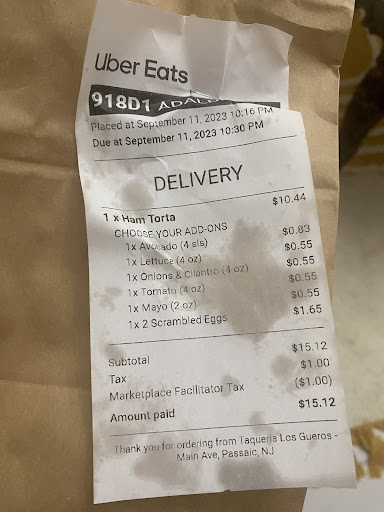 Uber Eats
918D1
Placed at September 11, 2023 10:16 PM
Due at September 11, 2023 10:30 PM
DELIVERY
1 x Ham Torta $10.44
CHOOSE YOUR ADD-ONS
1x Avocado (4 sls) $0.83
1x Lettuce (4 oz) $0.55
1x Onions & Cilantro (4 oz) $0.55
1x Tomato (4 oz) $0.55
1x Mayo (2 oz) $0.55
1x 2 Scrambled Eggs $1.65
Subtotal $15.12
Tax $1.00
Marketplace Facilitator Tax ($1.00)
Amount paid $15.12
Thank you for ordering from Taqueria Los Gueros -
Main Ave, Passaic, NJ